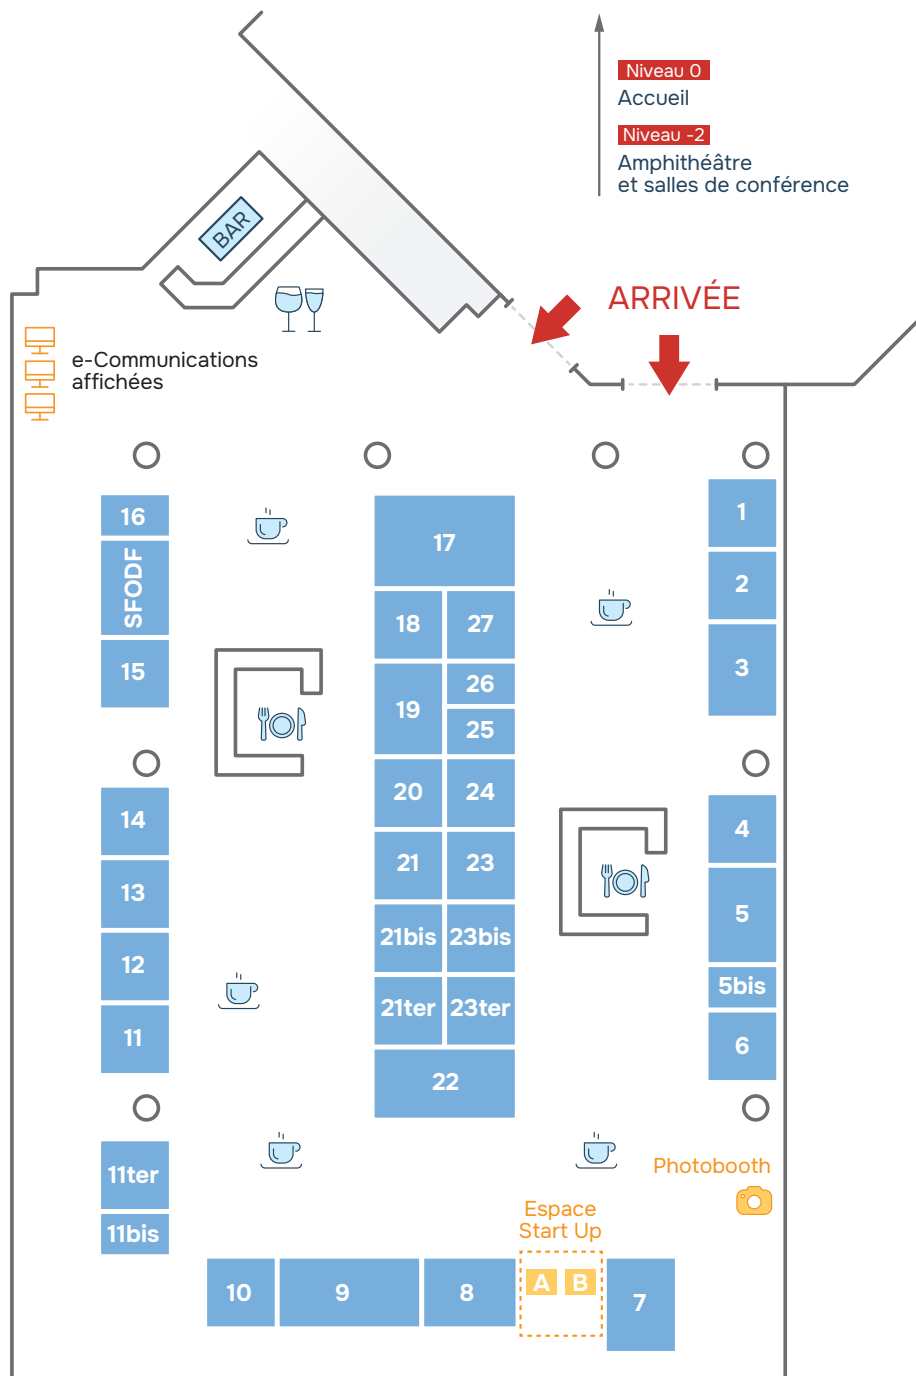 Niveau 0
Accueil
Niveau -2
Amphithéâtre
et salles de conférence
BAR
ARRIVÉE
e-Communications
affichées
16
SFODF
15
14
13
12
11
11ter
11bis
17
18
27
19
26
25
20
24
21
23
21bis
23bis
21ter
23ter
22
1
2
3
4
5
5bis
6
Photobooth
Espace
Start Up
A
B
10
9
8
7